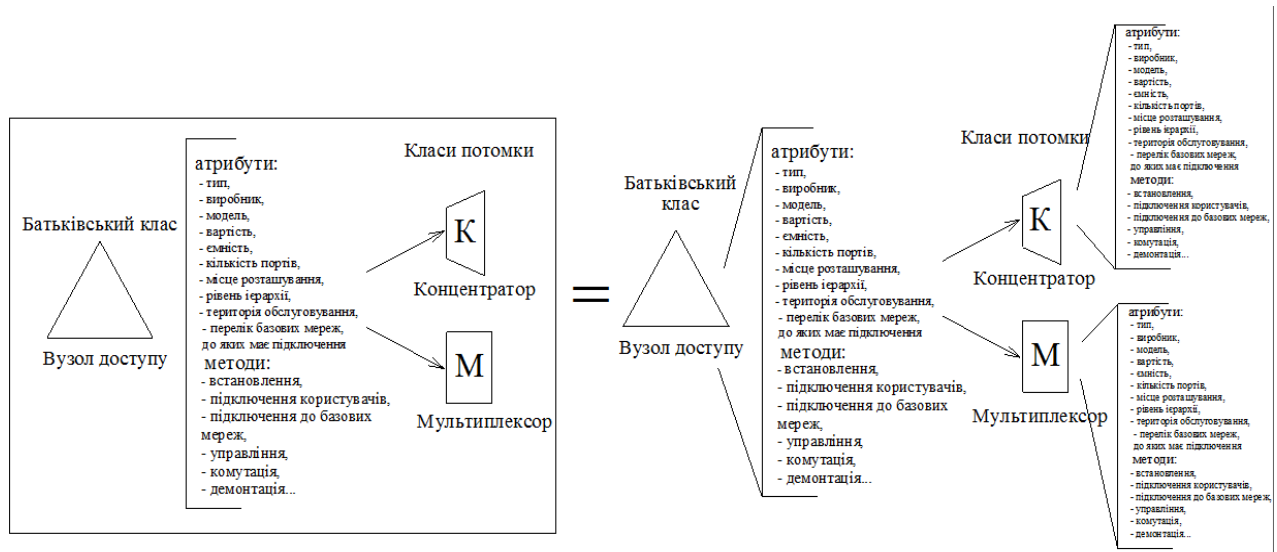 Батьківський клас
Вузол доступу
атрибути:
- тип,
- виробник,
- модель,
- вартість,
- ємність,
- кількість портів,
- місце розташування,
- рівень ієрархії,
- територія обслуговування,
- перелік базових мереж,
до яких має підключення
методи:
- встановлення,
- підключення користувачів,
- підключення до базових
мереж,
- управління,
- комутація,
- демонтація...
Класи потомки
К
Концентратор
М
Мультиплексор
=
Батьківський
клас
Вузол доступу
атрибути:
- тип,
- виробник,
- модель,
- вартість,
- ємність,
- кількість портів,
- місце розташування,
- рівень ієрархії,
- територія обслуговування,
- перелік базових мереж,
до яких має підключення
методи:
- встановлення,
- підключення користувачів,
- підключення до базових
мереж,
- управління,
- комутація,
- демонтація...
Класи потомки
К
Концентратор
М
Мультиплексор
атрибути:
- тип,
- виробник,
- модель,
- вартість,
- ємність,
- кількість портів,
- місце розташування,
- рівень ієрархії,
- територія обслуговування,
- перелік базових мереж,
до яких має підключення
методи:
- встановлення,
- підключення користувачів,
- підключення до базових мереж,
- управління,
- комутація,
- демонтація...
атрибути:
- тип,
- виробник,
- модель,
- вартість,
- ємність,
- кількість портів,
- місце розташування,
- рівень ієрархії,
- територія обслуговування,
- перелік базових мереж,
до яких має підключення
методи:
- встановлення,
- підключення користувачів,
- підключення до базових мереж,
- управління,
- комутація,
- демонтація...